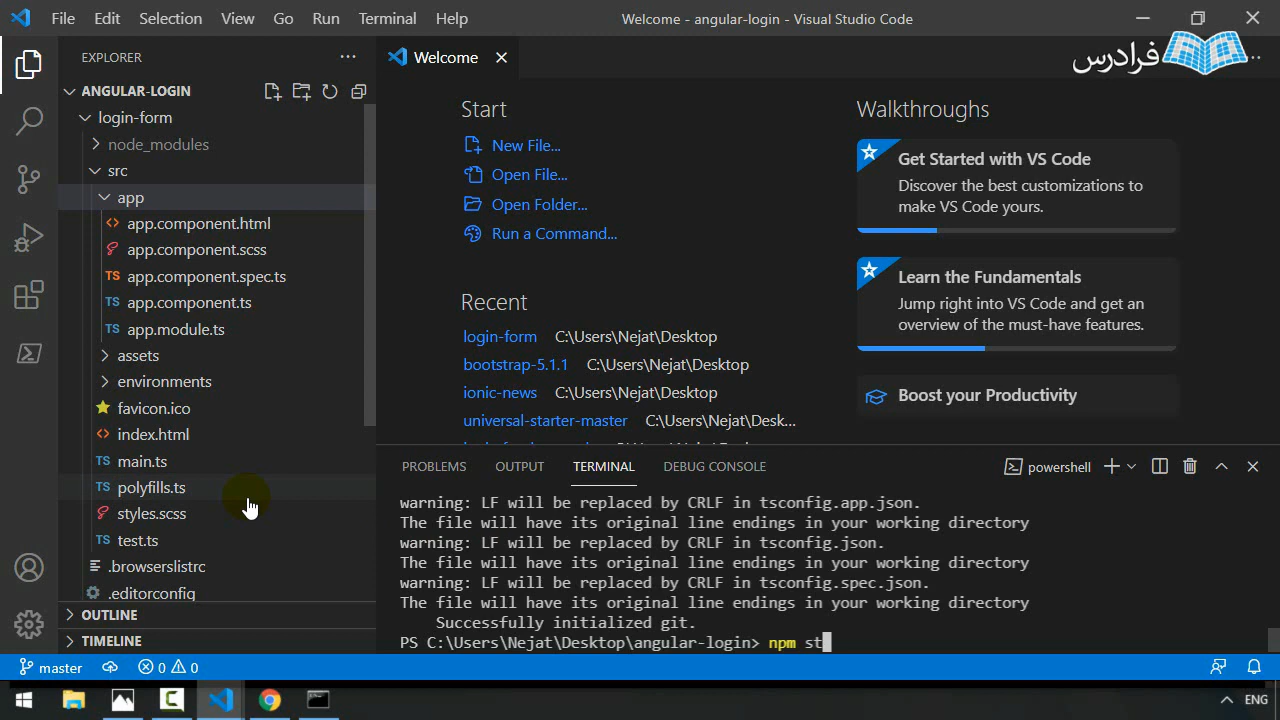 File Edit Selection View Go Run Terminal Help
Welcome - angular-login - Visual Studio Code
فرادرس
EXPLORER
ANGULAR-LOGIN
login-form
node_modules
src
app
app.component.html
app.component.scss
app.component.spec.ts
app.component.ts
app.module.ts
assets
environments
favicon.ico
index.html
main.ts
polyfills.ts
styles.scss
test.ts
.browserslistrc
.editorconfig
OUTLINE
TIMELINE
Welcome
Start
New File...
Open File...
Open Folder...
Run a Command...
Recent
login-form C:\Users\Nejat\Desktop
bootstrap-5.1.1 C:\Users\Nejat\Desktop
ionic-news C:\Users\Nejat\Desktop
universal-starter-master C:\Users\Nejat\Desk...
Walkthroughs
Get Started with VS Code
Discover the best customizations to
make VS Code yours.
Learn the Fundamentals
Jump right into VS Code and get an
overview of the must-have features.
Boost your Productivity
PROBLEMS OUTPUT TERMINAL DEBUG CONSOLE
powershell
warning: LF will be replaced by CRLF in tsconfig.app.json.
The file will have its original line endings in your working directory
warning: LF will be replaced by CRLF in tsconfig.json.
The file will have its original line endings in your working directory
warning: LF will be replaced by CRLF in tsconfig.spec.json.
The file will have its original line endings in your working directory
Successfully initialized git.
PS C:\Users\Nejat\Desktop\angular-login> npm st
master 0 0
ENG